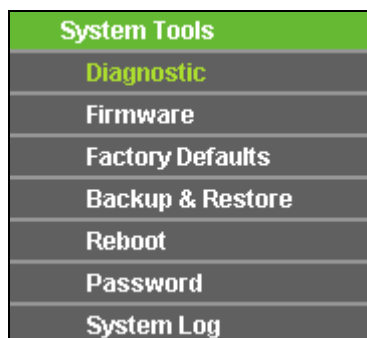 System Tools
Diagnostic
Firmware
Factory Defaults
Backup & Restore
Reboot
Password
System Log